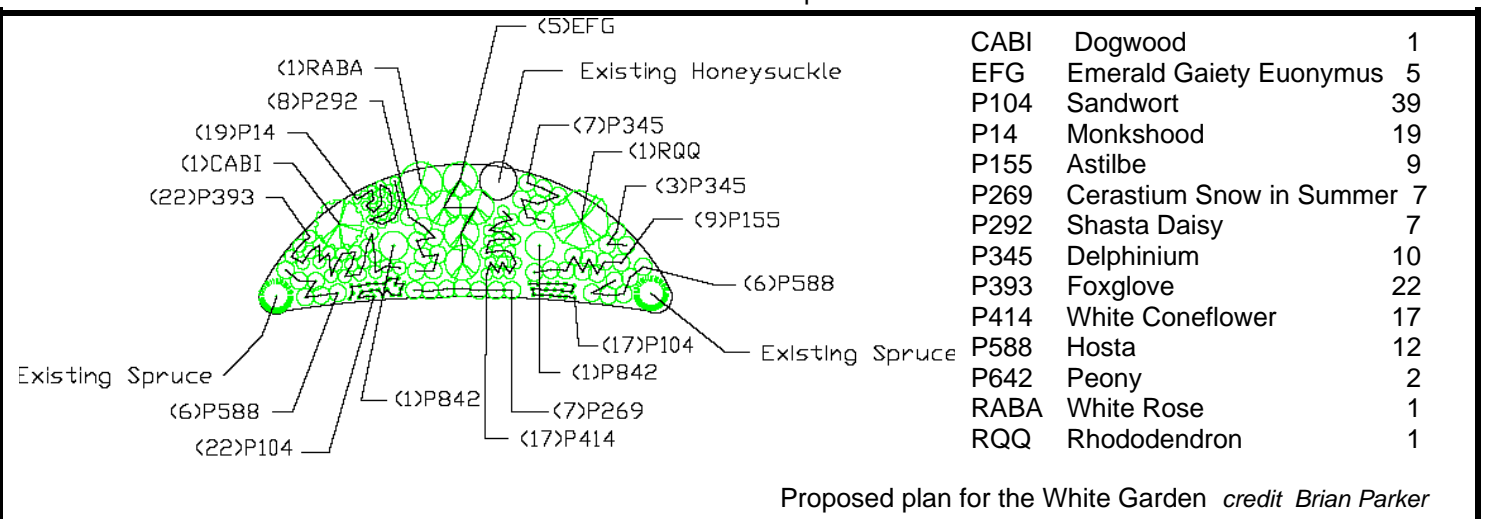 (5)EFG
(1)RABA
Existing Honeysuckle
(8)P292
(19)P14
(7)P345
(1)CABI
(1)RQQ
(22)P393
(3)P345
(9)P155
(6)P588
(17)P104
Existing Spruce
Existing Spruce
(1)P842
(1)P842
(6)P588
(7)P269
(17)P414
(22)P104
CABI Dogwood 1
EFG Emerald Gaiety Euonymus 5
P104 Sandwort 39
P14 Monkshood 19
P155 Astilbe 9
P269 Cerastium Snow in Summer 7
P292 Shasta Daisy 7
P345 Delphinium 10
P393 Foxglove 22
P414 White Coneflower 17
P588 Hosta 12
P642 Peony 2
RABA White Rose 1
RQQ Rhododendron 1
Proposed plan for the White Garden credit Brian Parker